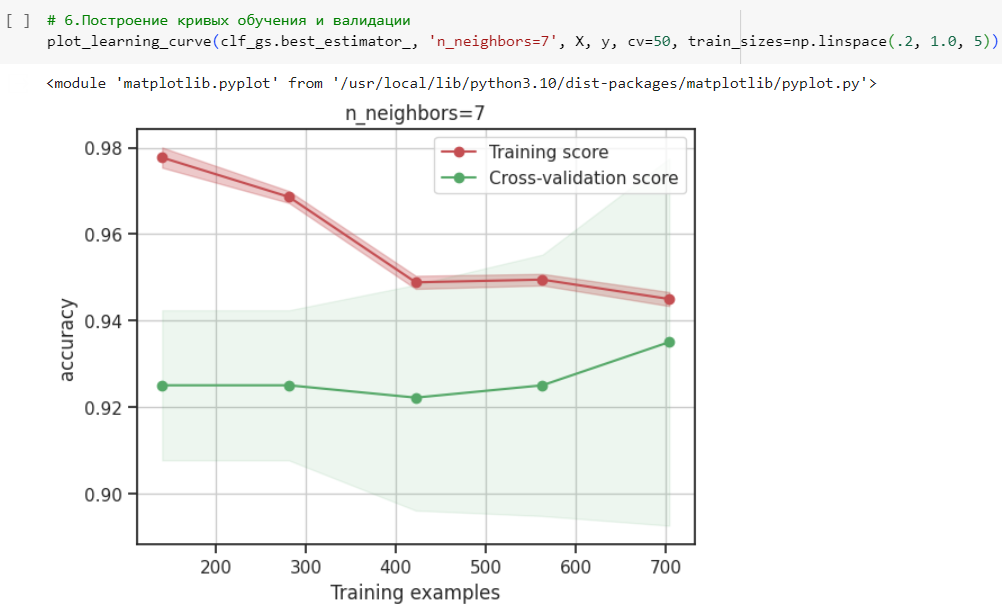 [ ] # 6.Построение кривых обучения и валидации
plot_learning_curve(clf_gs.best_estimator_, 'n_neighbors=7', X, y, cv=50, train_sizes=np.linspace(.2, 1.0, 5))
<module 'matplotlib.pyplot' from '/usr/local/lib/python3.10/dist-packages/matplotlib/pyplot.py'>
n_neighbors=7
Training score
Cross-validation score
0.98
0.96
0.94
0.92
0.90
accuracy
200 300 400 500 600 700
Training examples